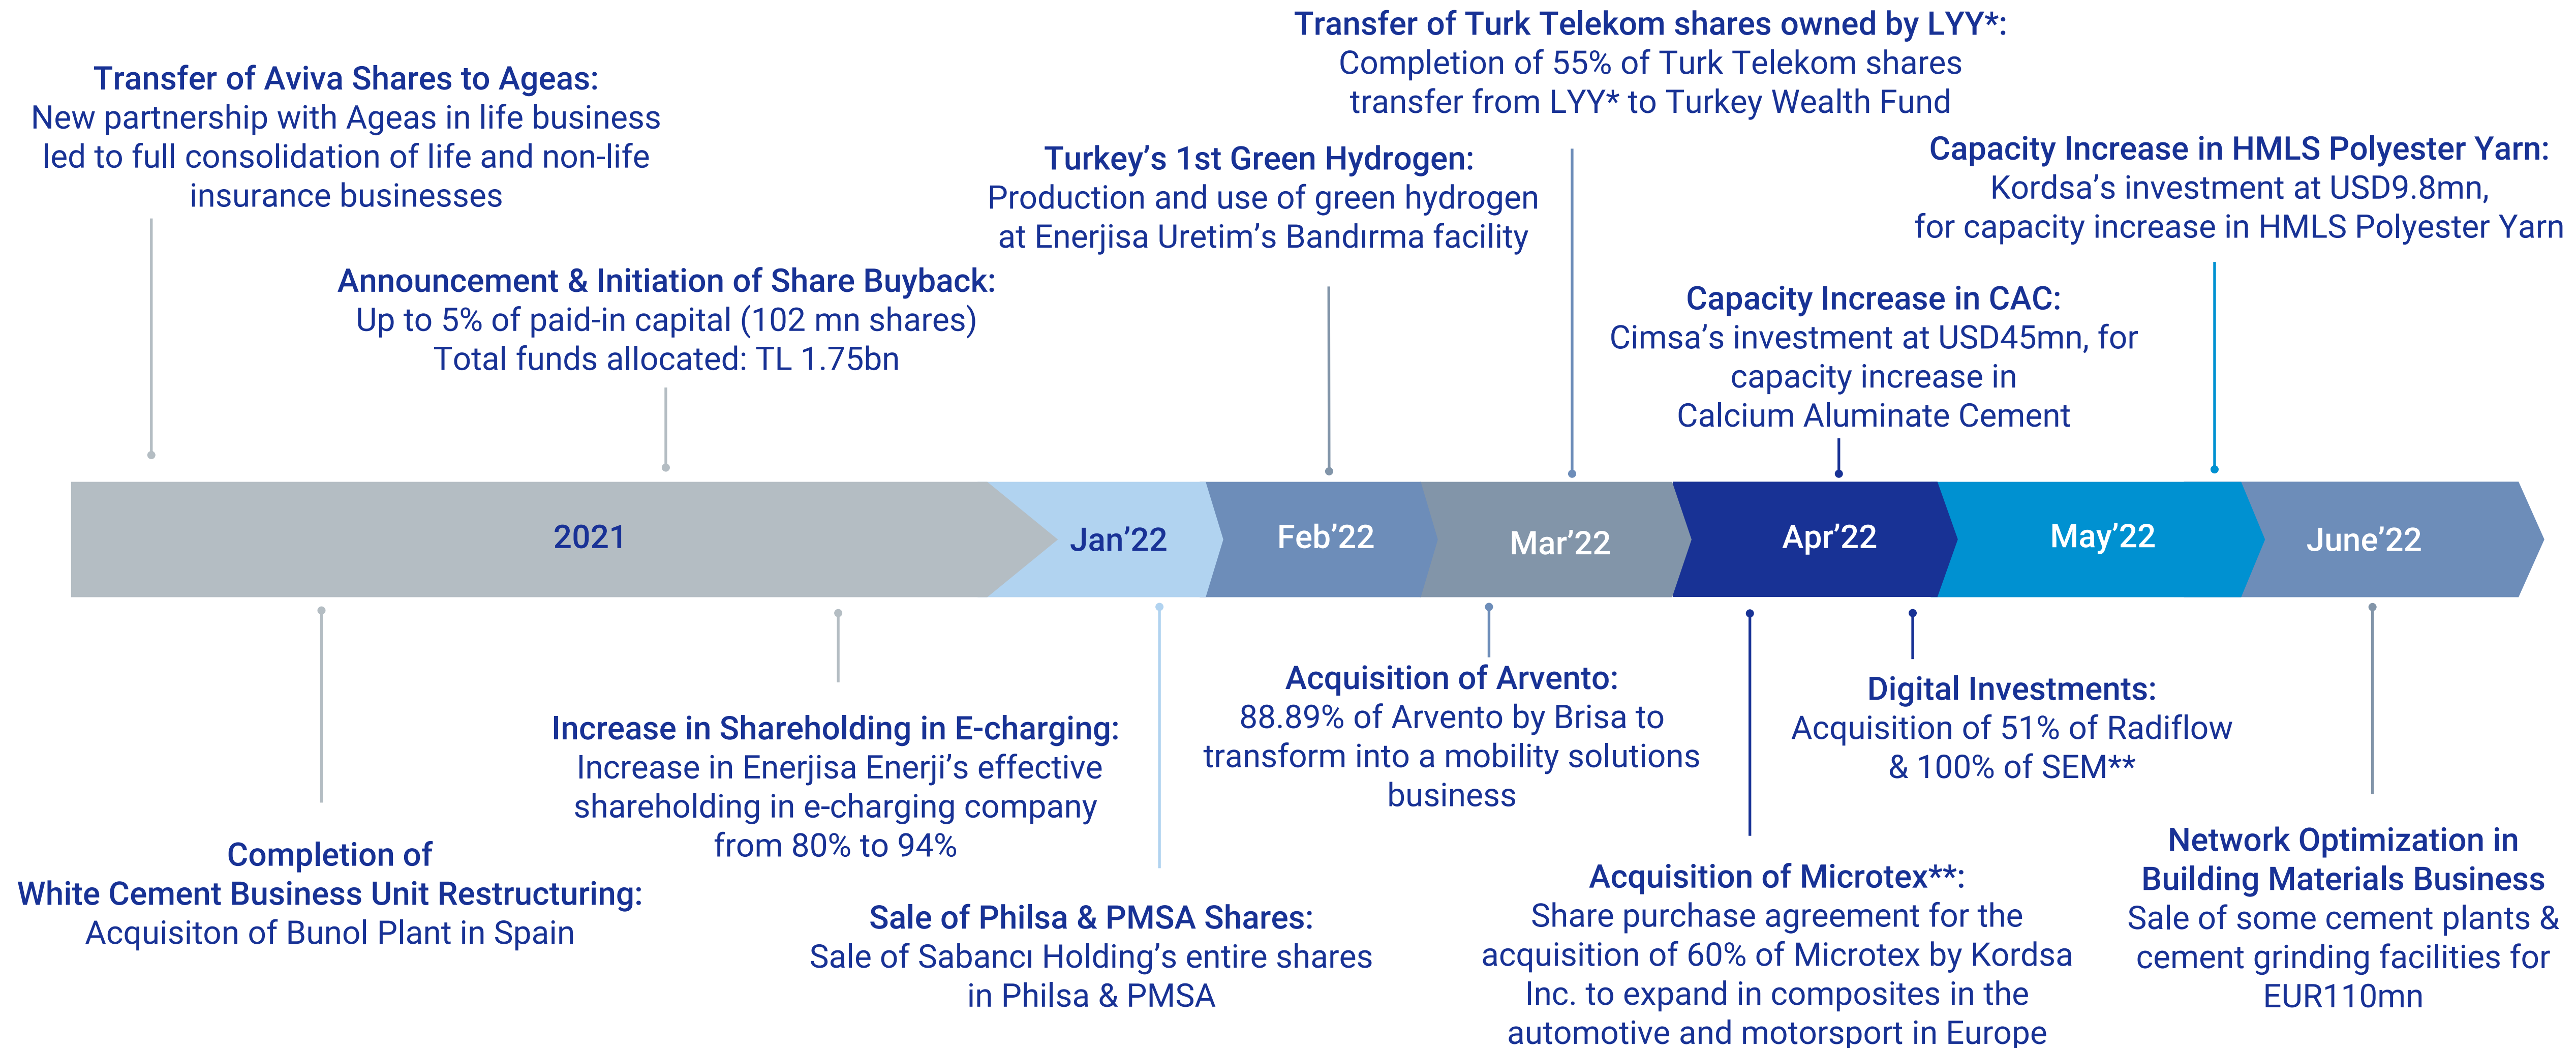 Transfer of Aviva Shares to Ageas:
New partnership with Ageas in life business
led to full consolidation of life and non-life
insurance businesses
Announcement & Initiation of Share Buyback:
Up to 5% of paid-in capital (102 mn shares)
Total funds allocated: TL 1.75bn
Turkey’s 1st Green Hydrogen:
Production and use of green hydrogen
at Enerjisa Uretim’s Bandırma facility
Transfer of Turk Telekom shares owned by LYY*:
Completion of 55% of Turk Telekom shares
transfer from LYY* to Turkey Wealth Fund
Capacity Increase in CAC:
Cimsa’s investment at USD45mn, for
capacity increase in
Calcium Aluminate Cement
Capacity Increase in HMLS Polyester Yarn:
Kordsa’s investment at USD9.8mn,
for capacity increase in HMLS Polyester Yarn
2021
Jan’22
Feb’22
Mar’22
Apr’22
May’22
June’22
Completion of
White Cement Business Unit Restructuring:
Acquisiton of Bunol Plant in Spain
Increase in Shareholding in E-charging:
Increase in Enerjisa Enerji’s effective
shareholding in e-charging company
from 80% to 94%
Sale of Philsa & PMSA Shares:
Sale of Sabancı Holding’s entire shares
in Philsa & PMSA
Acquisition of Arvento:
88.89% of Arvento by Brisa to
transform into a mobility solutions
business
Acquisition of Microtex**:
Share purchase agreement for the
acquisition of 60% of Microtex by Kordsa
Inc. to expand in composites in the
automotive and motorsport in Europe
Digital Investments:
Acquisition of 51% of Radiflow
& 100% of SEM**
Network Optimization in
Building Materials Business
Sale of some cement plants &
cement grinding facilities for
EUR110mn